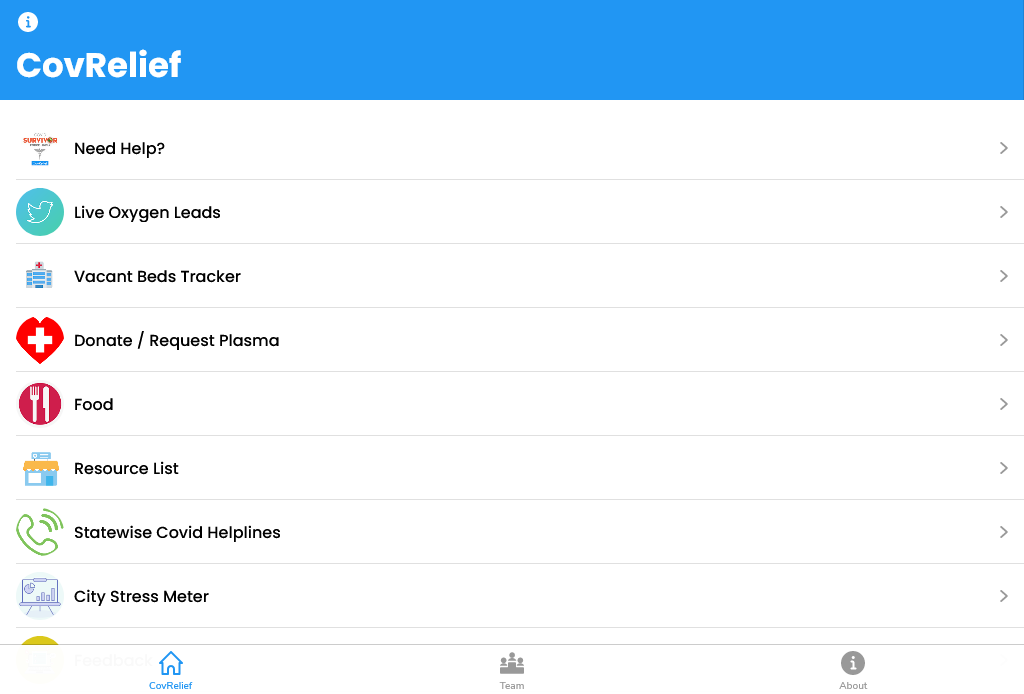 CovRelief
SURVIVOR
Need Help?
Live Oxygen Leads
Vacant Beds Tracker
Donate / Request Plasma
Food
Resource List
Statewise Covid Helplines
City Stress Meter
Feedback
CovRelief
Team
About